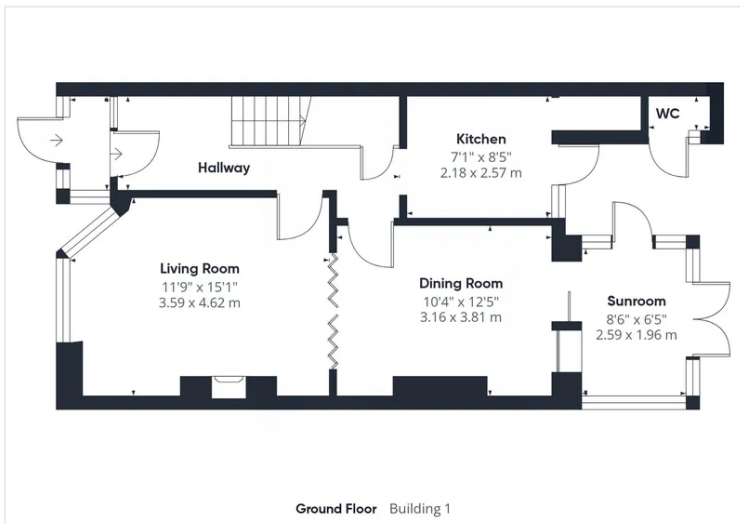 WC
Kitchen
7'1" x 8'5"
2.18 x 2.57 m
Hallway
Living Room
11'9" x 15'1"
3.59 x 4.62 m
Dining Room
10'4" x 12'5"
3.16 x 3.81 m
Sunroom
8'6" x 6'5"
2.59 x 1.96 m
Ground Floor Building 1